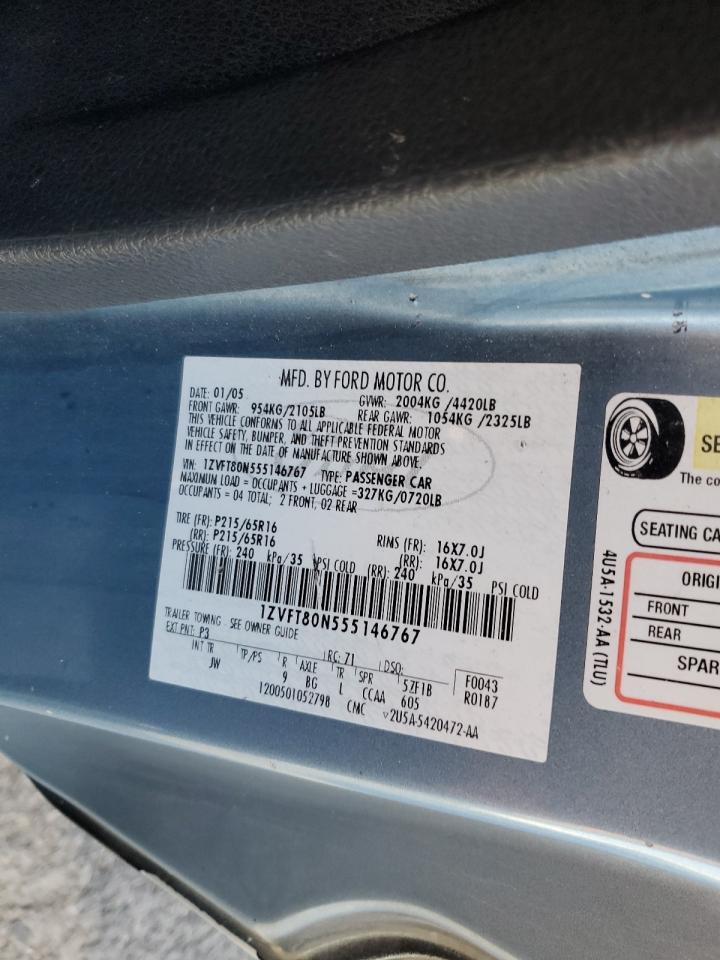 MFD. BY FORD MOTOR CO.
DATE: 01/05 GVWR: 2004KG /4420LB
FRONT GAWR: 954KG/2105LB REAR GAWR: 1054KG /2325LB
THIS VEHICLE CONFORMS TO ALL APPLICABLE FEDERAL MOTOR
VEHICLE SAFETY, BUMPER, AND THEFT PREVENTION STANDARDS
IN EFFECT ON THE DATE OF MANUFACTURE SHOWN ABOVE.
VIN: 1ZVFT80N555146767 TYPE: PASSENGER CAR
MAXIMUM LOAD = OCCUPANTS + LUGGAGE =327KG/0720LB
OCCUPANTS = 04 TOTAL; 2 FRONT, 02 REAR
TIRE (FR): P215/65R16 RINS (FR): 16X7.0J
(RR): P215/65R16 (RR): 16X7.0J
PRESSURE (FR): 240 kPa/35 PSI COLD (RR): 240 kPa/35 PSI COLD
1ZVFT80N555146767
TRAILER TOWING - SEE OWNER GUIDE
EXT PNT: P3 RC: 71 DSO:
INT TR TP/PS R AXLE TR SPR 5ZF1B F0043
JW 9 BG L CCAA 605 R0187
1200501052798 CMC V2U5A-5420472-AA
SE
The co
SEATING CA
4U5A-1532-AA (TLU)
ORIGI
FRONT
REAR
SPAR